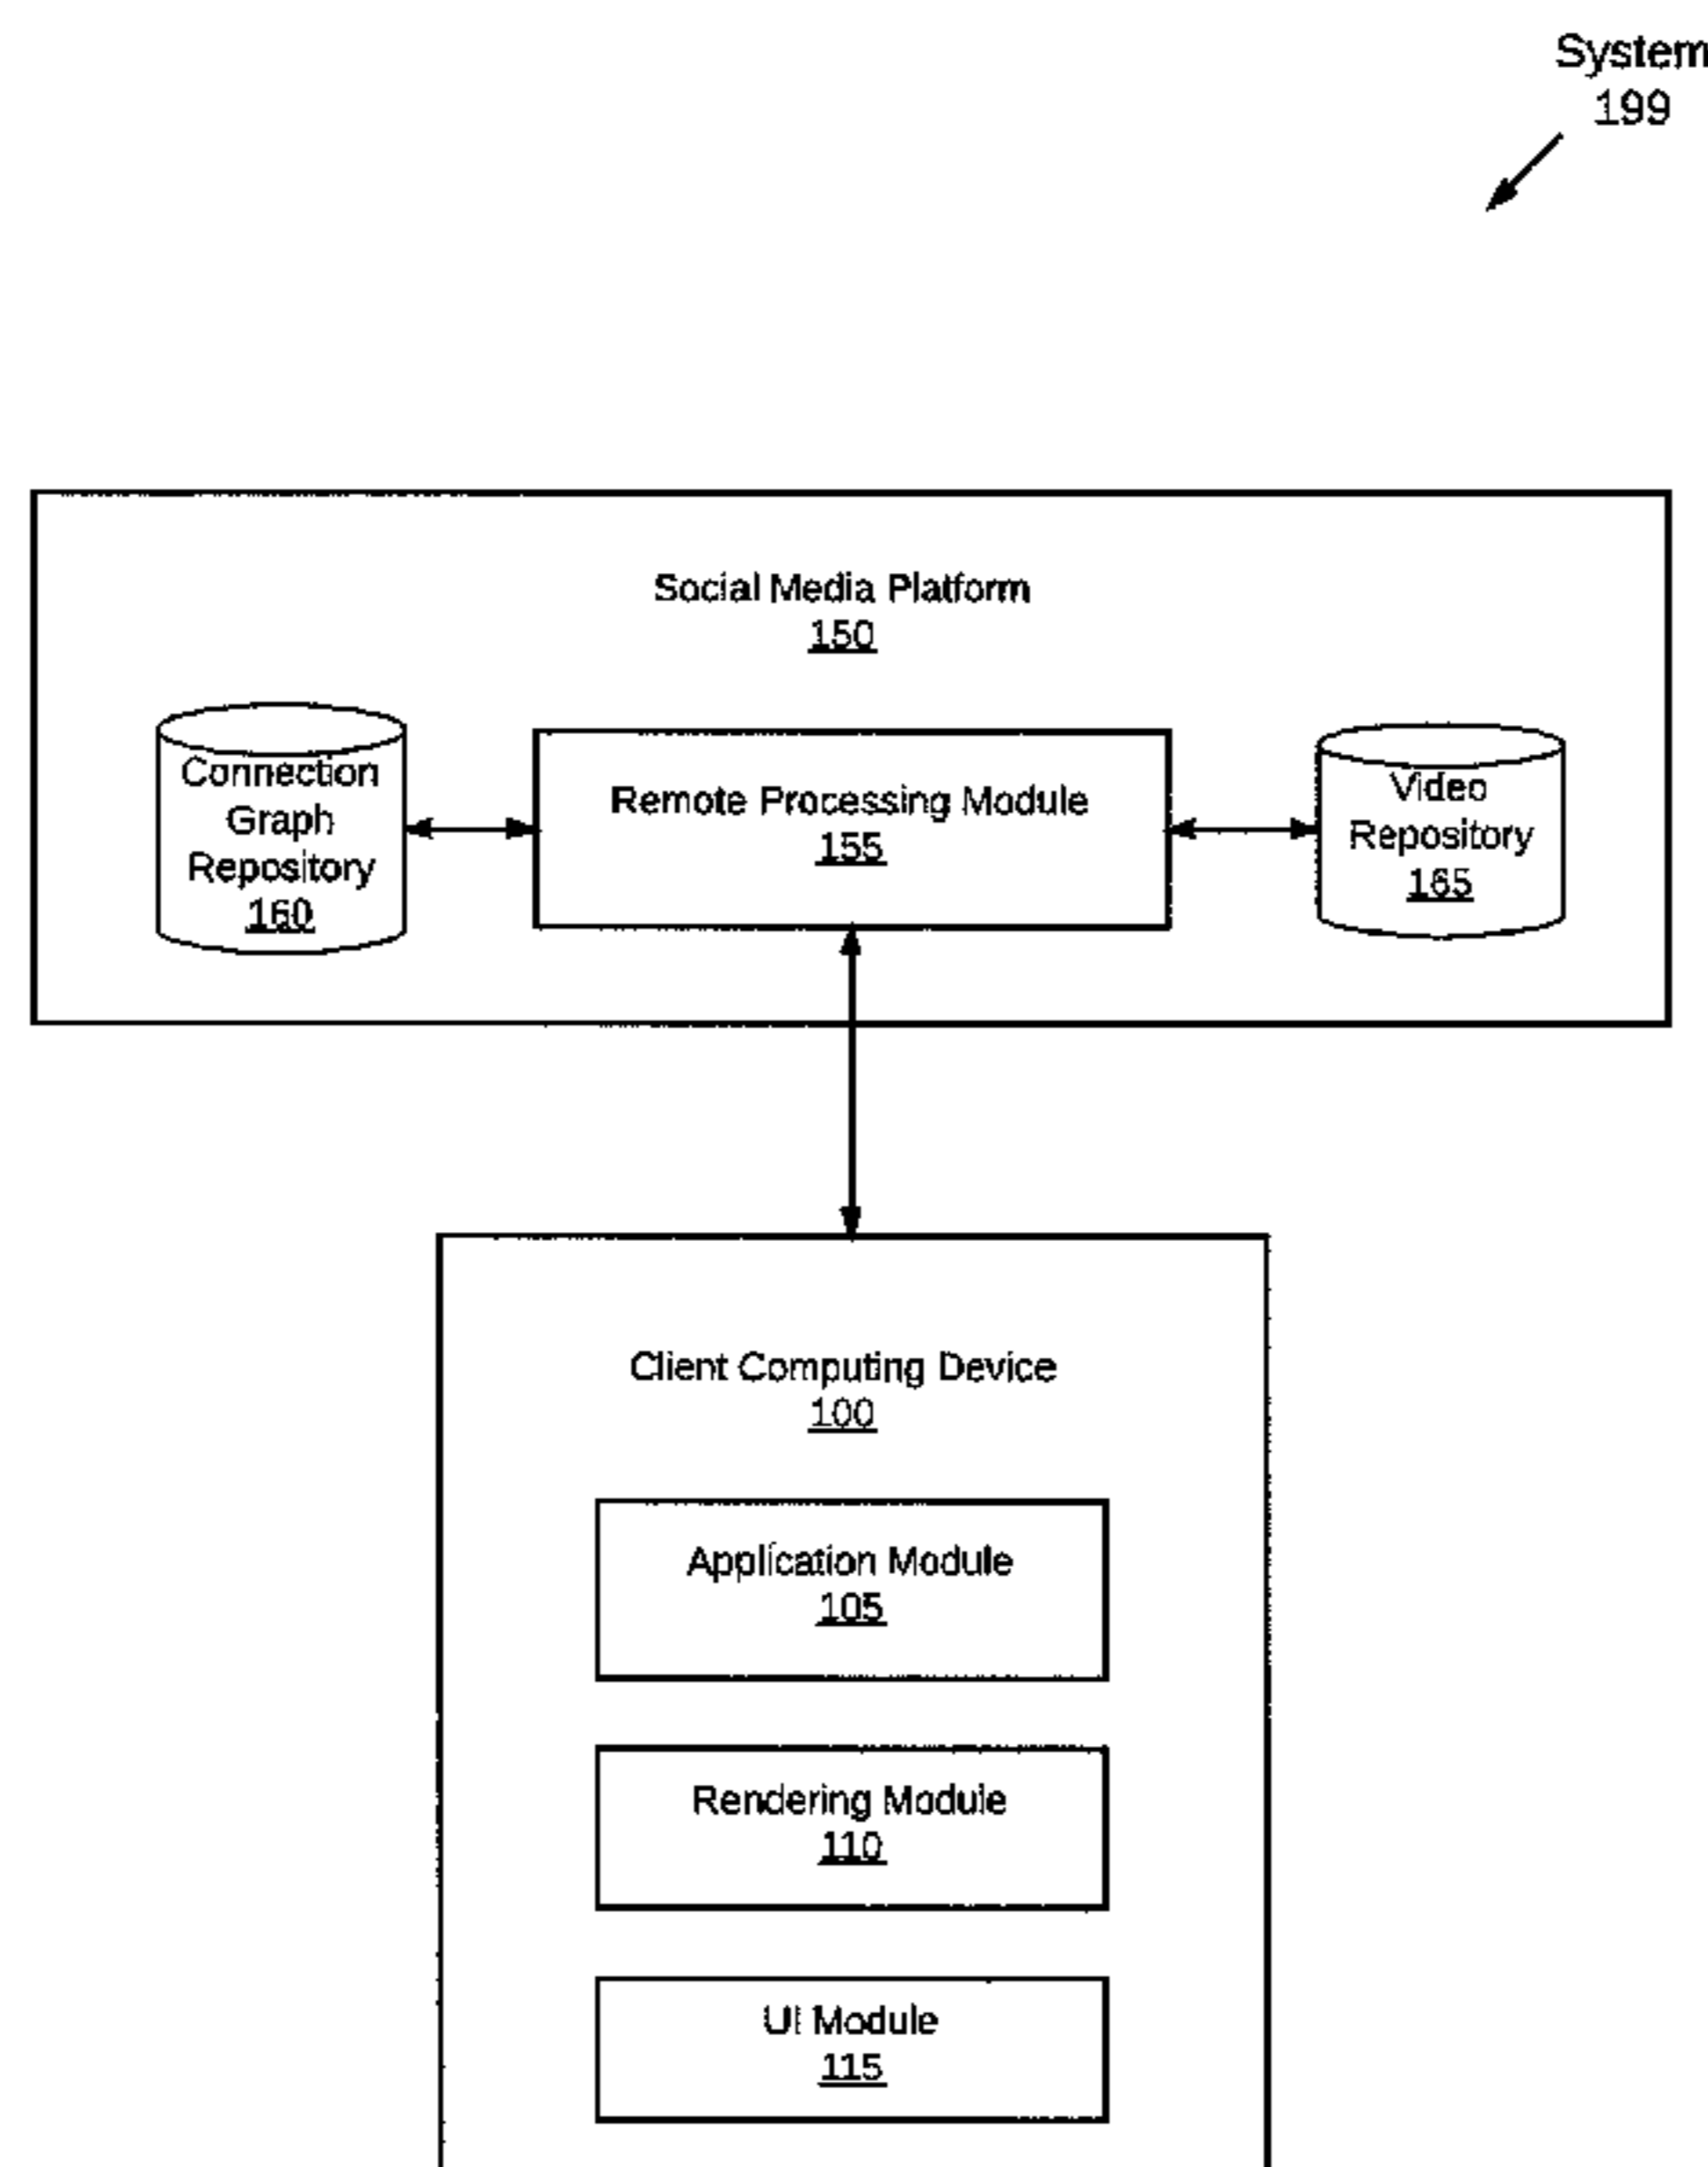 System
199
Social Media Platform
150
Connection
Graph
Repository
160
Remote Processing Module
155
Video
Repository
165
Client Computing Device
100
Application Module
105
Rendering Module
110
UI Module
115